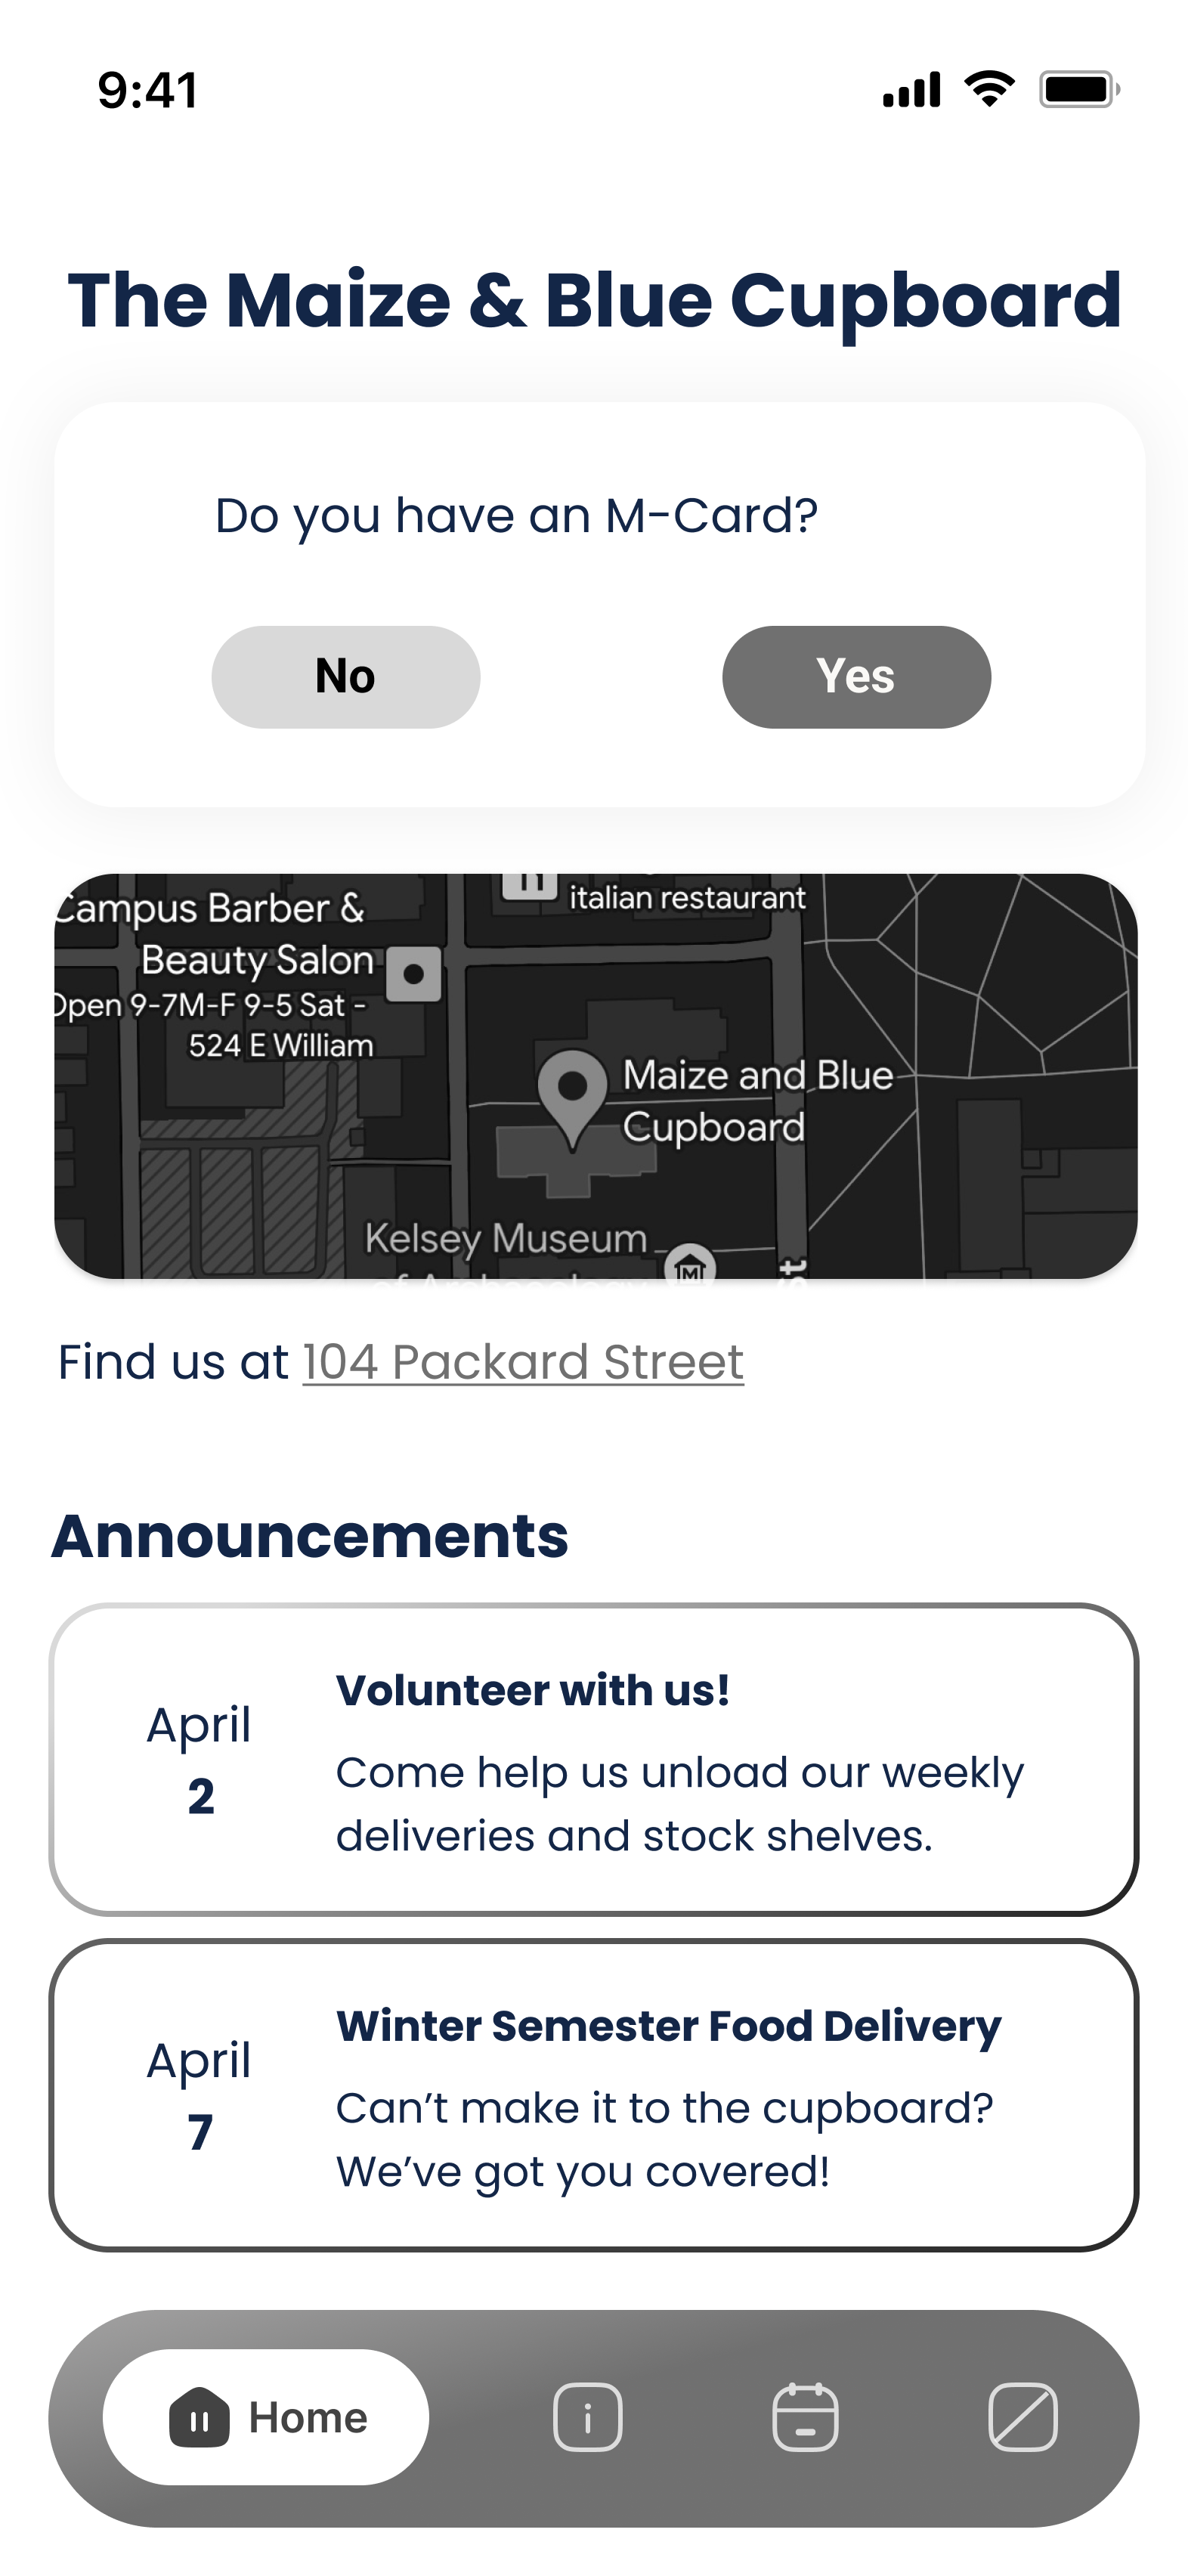 9:41
The Maize & Blue Cupboard
Do you have an M-Card?
No
Yes
italian restaurant
Campus Barber &
Beauty Salon
Open 9-7M-F 9-5 Sat -
524 E William
Maize and Blue
Cupboard
Kelsey Museum
of Archaeology
st
Find us at 104 Packard Street
Announcements
April
2
Volunteer with us!
Come help us unload our weekly
deliveries and stock shelves.
April
7
Winter Semester Food Delivery
Can’t make it to the cupboard?
We’ve got you covered!
Home